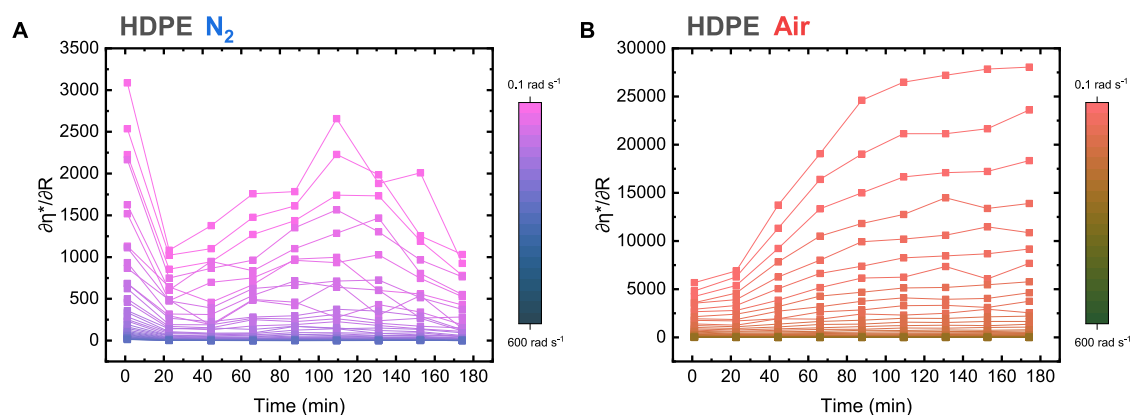 A
HDPE N₂
3500
3000
2500
2000
1500
1000
500
0
∂η*/∂R
0 20 40 60 80 100 120 140 160 180
Time (min)
0.1 rad s⁻¹
600 rad s⁻¹
B
HDPE Air
30000
25000
20000
15000
10000
5000
0
∂η*/∂R
0 20 40 60 80 100 120 140 160 180
Time (min)
0.1 rad s⁻¹
600 rad s⁻¹